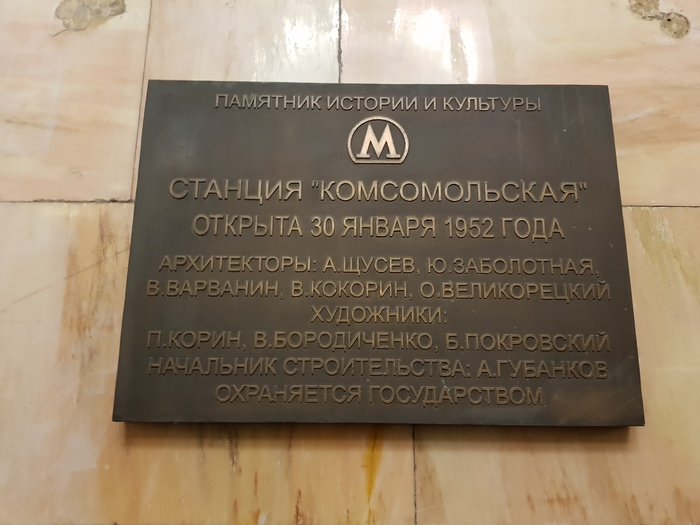 ПАМЯТНИК ИСТОРИИ И КУЛЬТУРЫ
М
СТАНЦИЯ "КОМСОМОЛЬСКАЯ"
ОТКРЫТА 30 ЯНВАРЯ 1952 ГОДА
АРХИТЕКТОРЫ: А.ЩУСЕВ, Ю.ЗАБОЛОТНАЯ,
В.ВАРВАНИН, В.КСКОРИН, О.ВЕЛИКОРЕЦКИЙ
ХУДОЖНИКИ:
П.КОРИН, В.БОРОДИЧЕНКО, Б.ПОКРОВСКИЙ
НАЧАЛЬНИК СТРОИТЕЛЬСТВА: А.ГУБАНКОВ
ОХРАНЯЕТСЯ ГОСУДАРСТВОМ